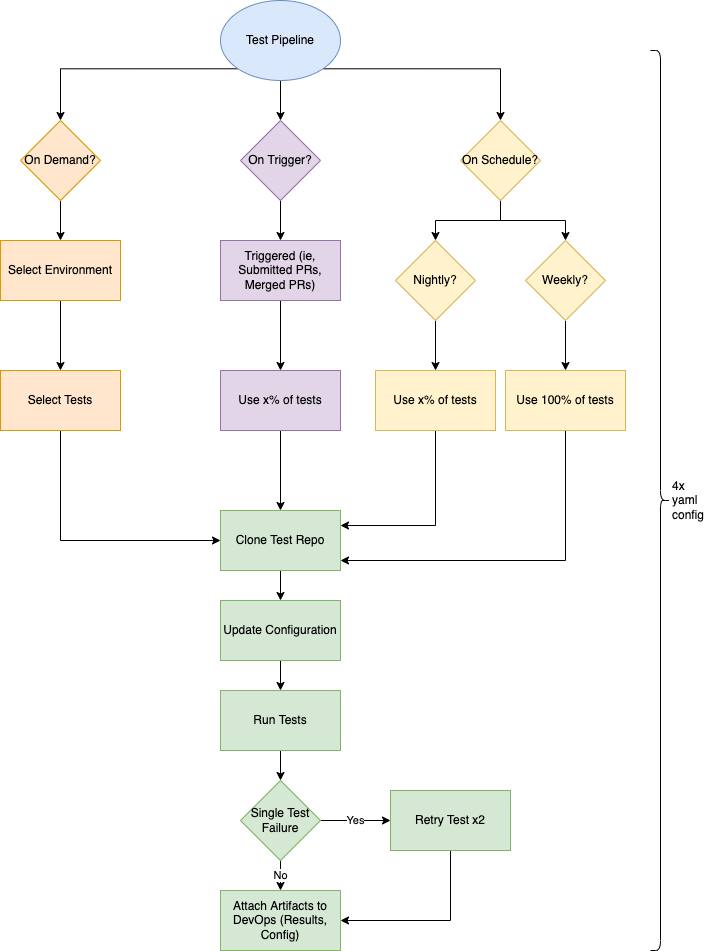 Test Pipeline
On Demand?
On Trigger?
On Schedule?
Select Environment
Triggered (ie,
Submitted PRs,
Merged PRs)
Nightly?
Weekly?
Select Tests
Use x% of tests
Use x% of tests
Use 100% of tests
4x
yaml
config
Clone Test Repo
Update Configuration
Run Tests
Single Test
Failure
Yes
Retry Test x2
No
Attach Artifacts to
DevOps (Results,
Config)